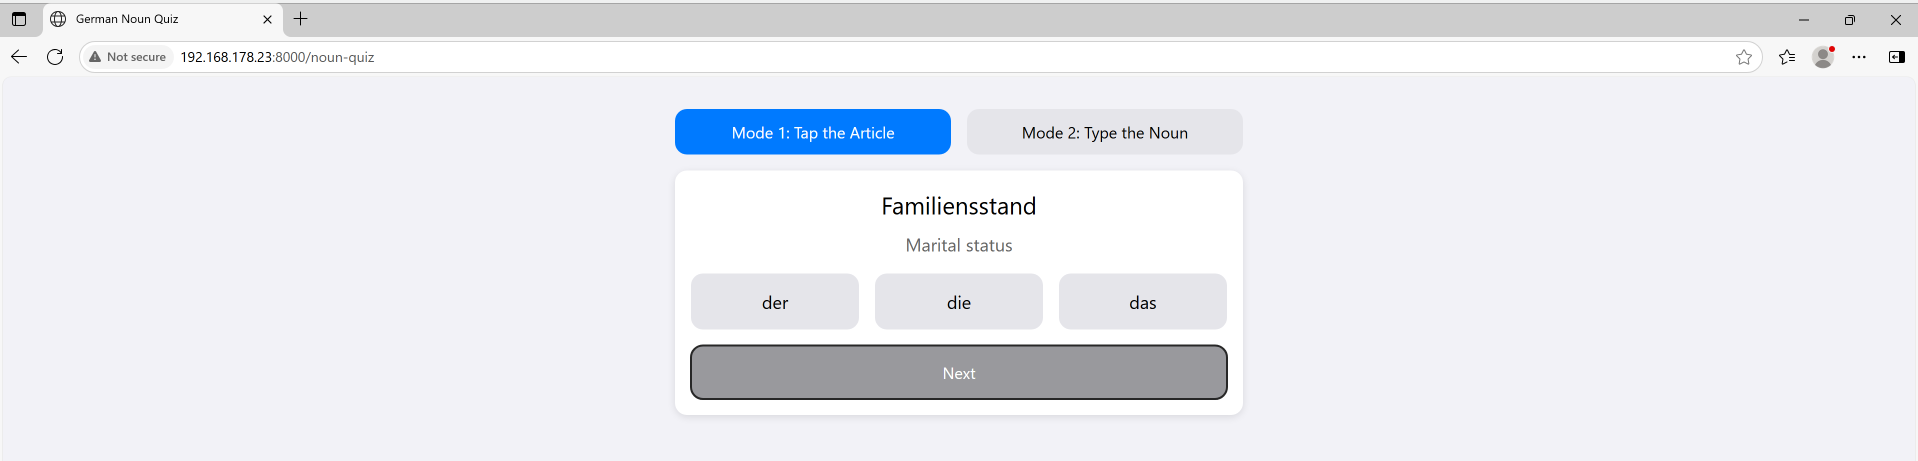 German Noun Quiz
Not secure 192.168.178.23:8000/noun-quiz
Mode 1: Tap the Article Mode 2: Type the Noun
Familiensstand
Marital status
der die das
Next